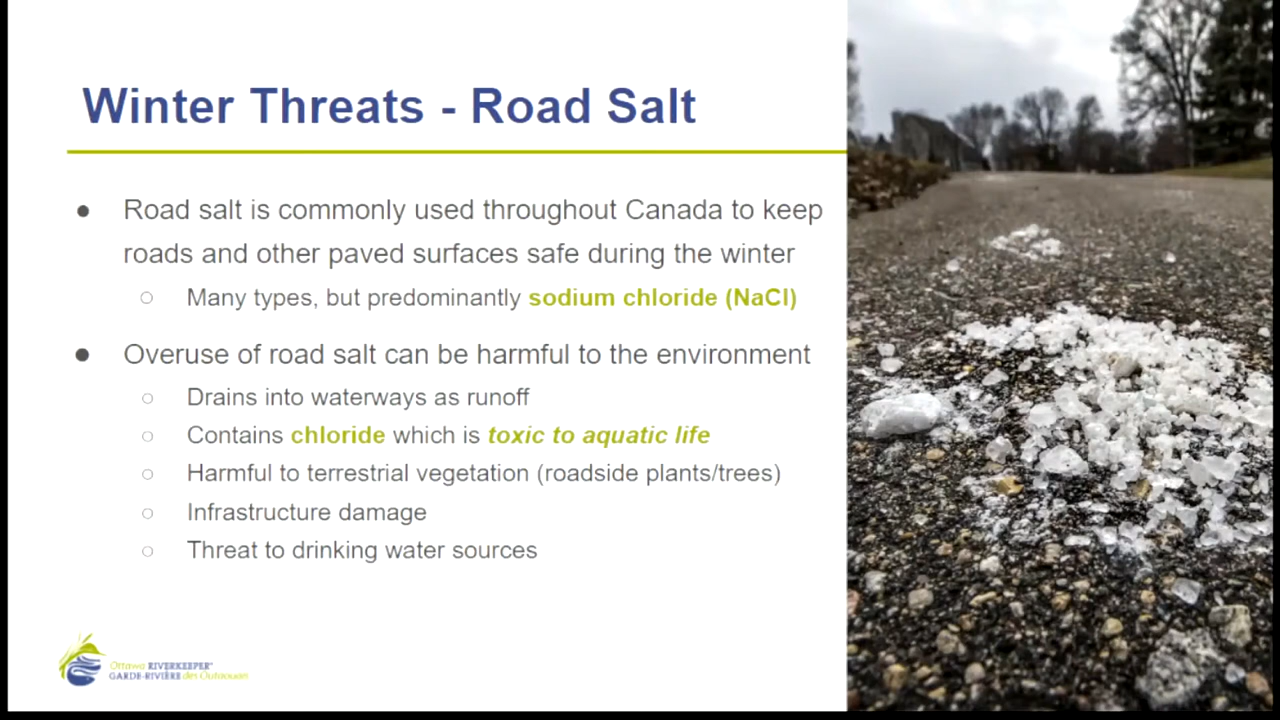 Winter Threats - Road Salt
● Road salt is commonly used throughout Canada to keep
roads and other paved surfaces safe during the winter
○ Many types, but predominantly sodium chloride (NaCl)
● Overuse of road salt can be harmful to the environment
○ Drains into waterways as runoff
○ Contains chloride which is toxic to aquatic life
○ Harmful to terrestrial vegetation (roadside plants/trees)
○ Infrastructure damage
○ Threat to drinking water sources
Ottawa RIVERKEEPER®
GARDE-RIVIÈRE des Outaouais